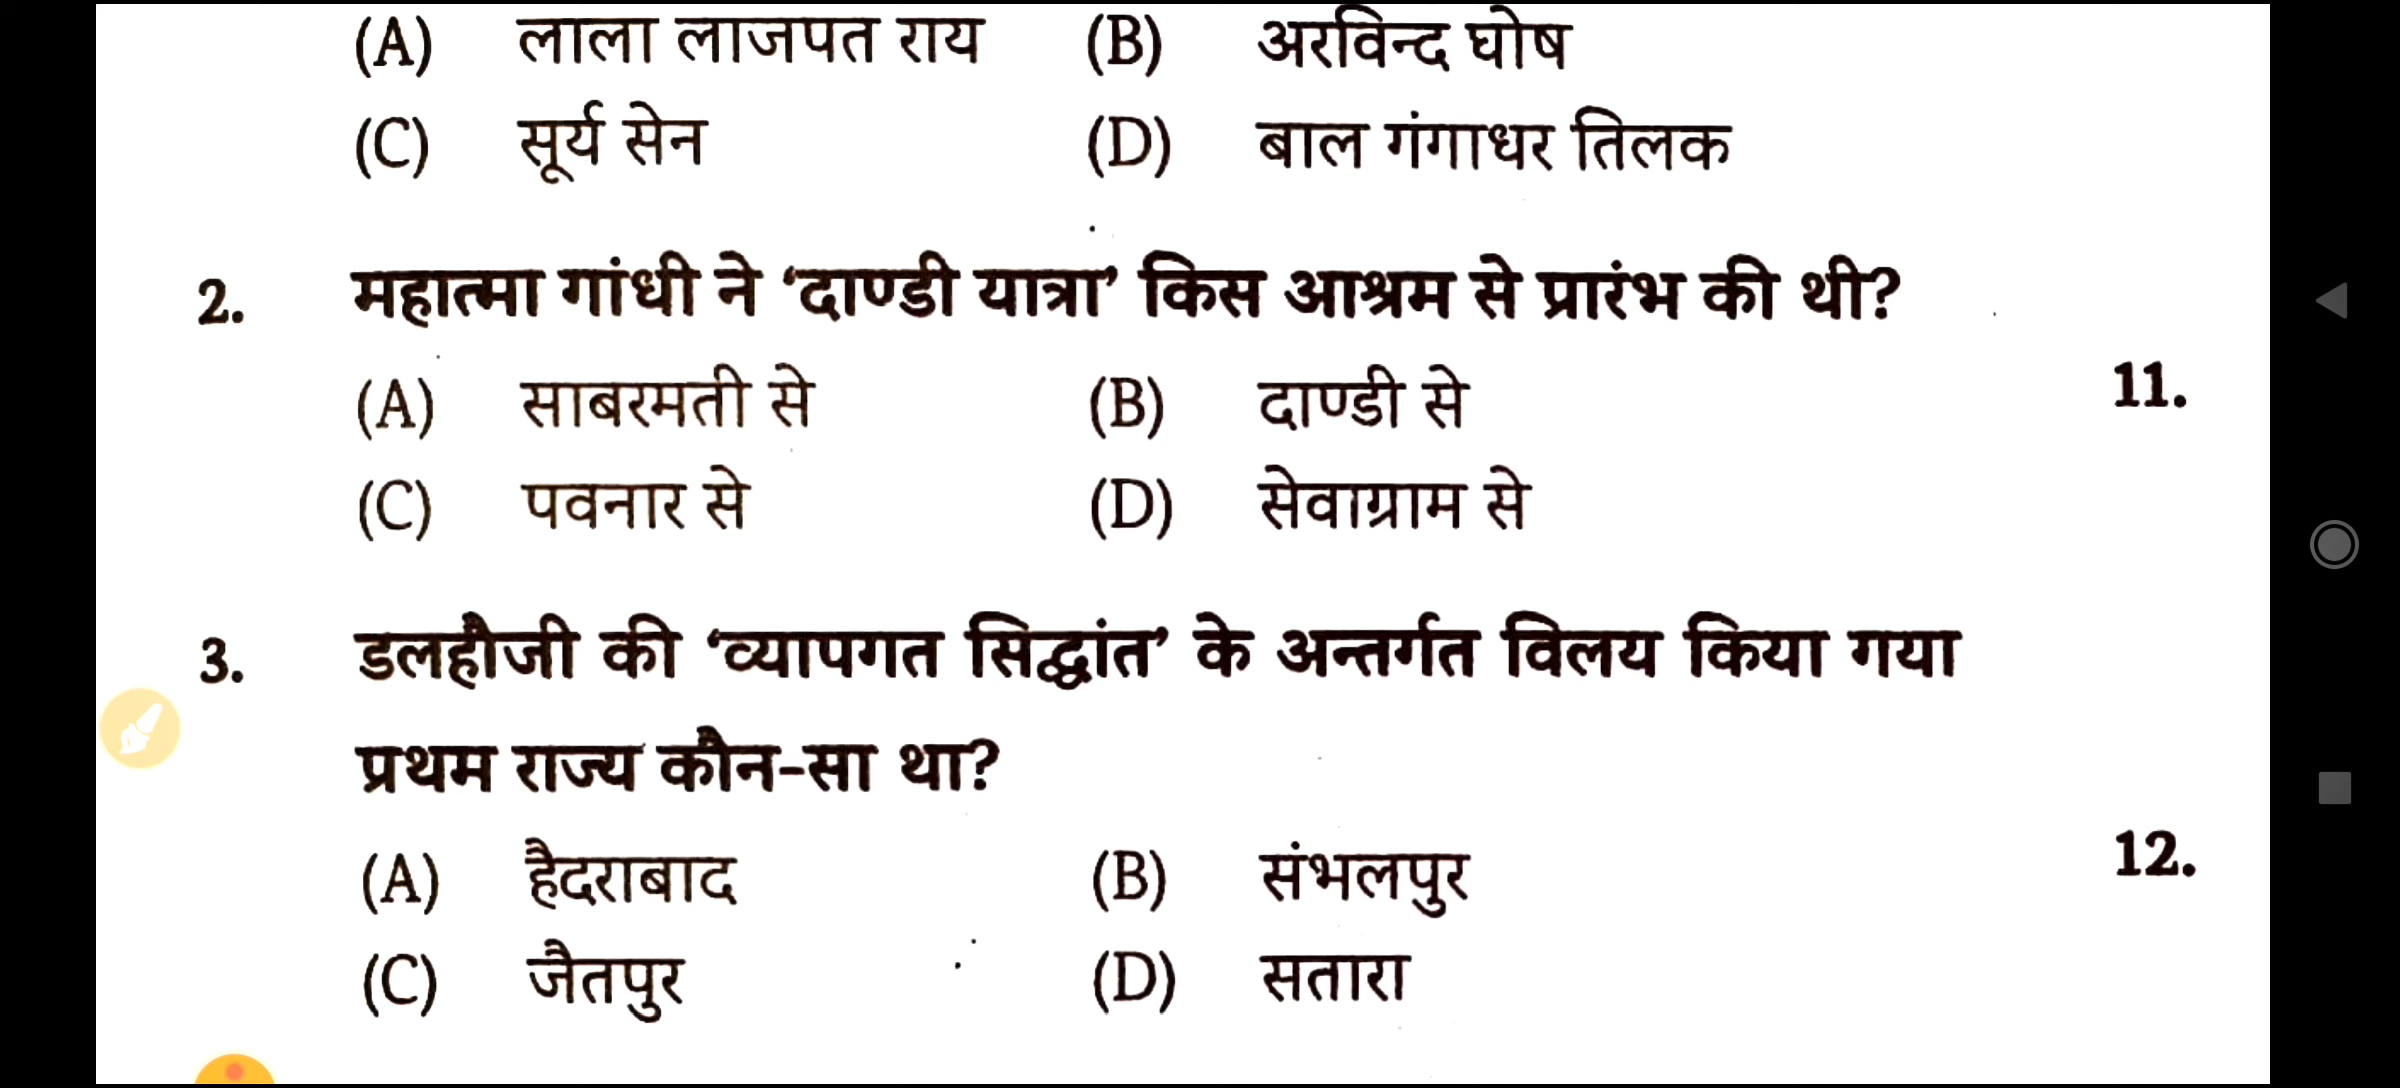 (A) लाला लाजपत राय (B) अरविन्द घोष
(C) सूर्य सेन (D) बाल गंगाधर तिलक
2. महात्मा गांधी ने ‘दाण्डी यात्रा’ किस आश्रम से प्रारंभ की थी?
(A) साबरमती से (B) दाण्डी से
(C) पवनार से (D) सेवाग्राम से
3. डलहौजी की ‘व्यापगत सिद्धांत’ के अन्तर्गत विलय किया गया
प्रथम राज्य कौन-सा था?
(A) हैदराबाद (B) संभलपुर
(C) जैतपुर (D) सतारा
11.
12.